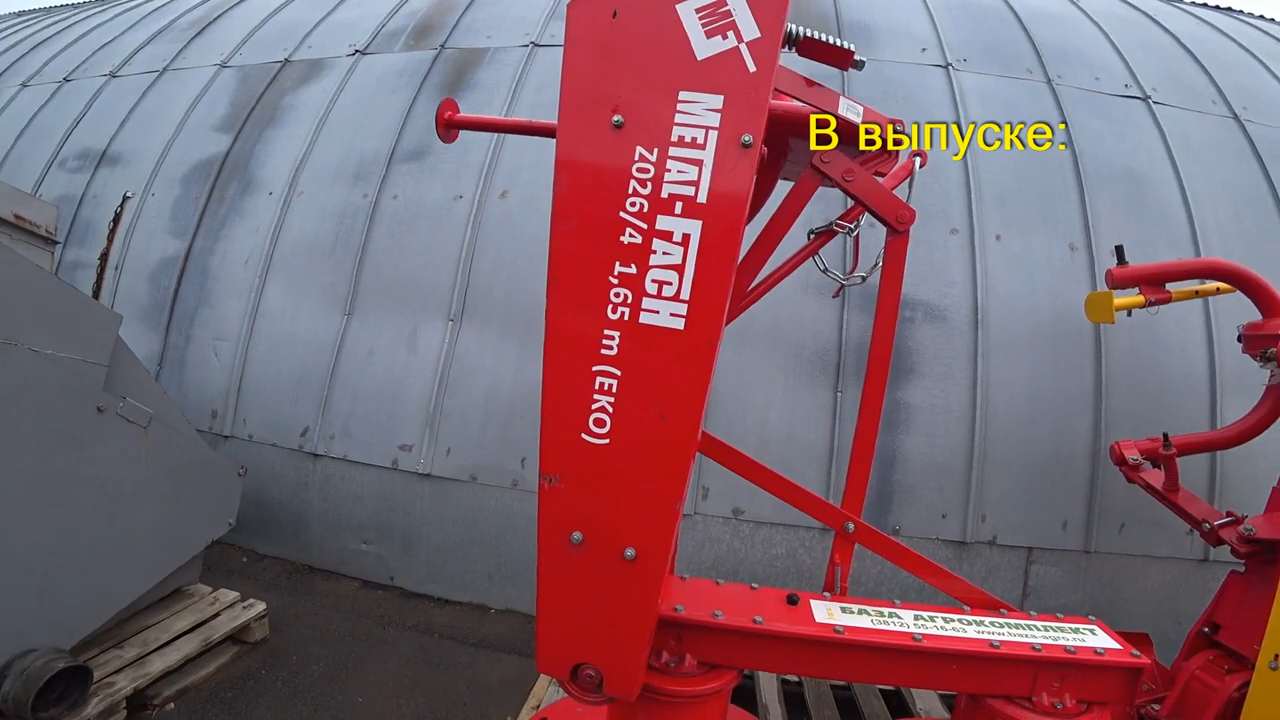 MF
В выпуске:
METAL-FACH
Z026/4 1,65 m (EKO)
БАЗА АГРОКОМПЛЕКТ
(3812) 55-16-63 www.baza-agro.ru